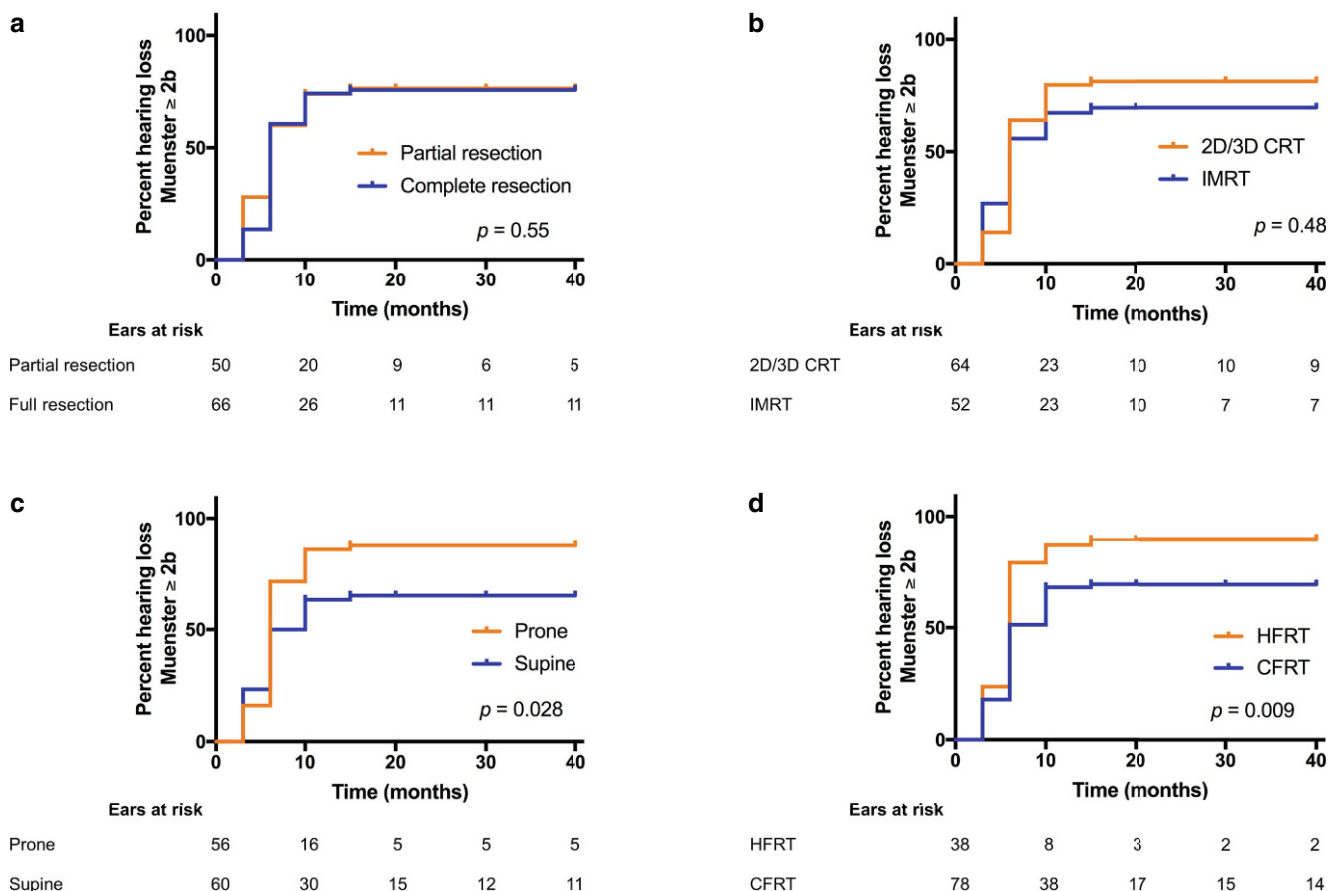 a
Percent hearing loss
Muenster ≥ 2b
100
50
0
Partial resection
Complete resection
p = 0.55
0 10 20 30 40
Time (months)
Ears at risk
Partial resection 50 20 9 6 5
Full resection 66 26 11 11 11
b
Percent hearing loss
Muenster ≥ 2b
100
50
0
2D/3D CRT
IMRT
p = 0.48
0 10 20 30 40
Time (months)
Ears at risk
2D/3D CRT 64 23 10 10 9
IMRT 52 23 10 7 7
c
Percent hearing loss
Muenster ≥ 2b
100
50
0
Prone
Supine
p = 0.028
0 10 20 30 40
Time (months)
Ears at risk
Prone 56 16 5 5 5
Supine 60 30 15 12 11
d
Percent hearing loss
Muenster ≥ 2b
100
50
0
HFRT
CFRT
p = 0.009
0 10 20 30 40
Time (months)
Ears at risk
HFRT 38 8 3 2 2
CFRT 78 38 17 15 14